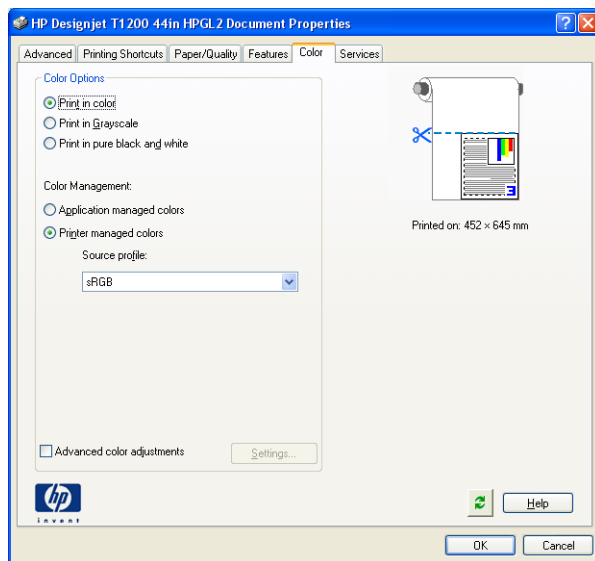 HP Designjet T1200 44in HPGL2 Document Properties
Advanced Printing Shortcuts Paper/Quality Features Color Services
Color Options
Print in color
Print in Grayscale
Print in pure black and white
Color Management:
Application managed colors
Printer managed colors
Source profile:
sRGB
Advanced color adjustments
Settings...
3
Printed on: 452 × 645 mm
hp
invent
Help
OK
Cancel